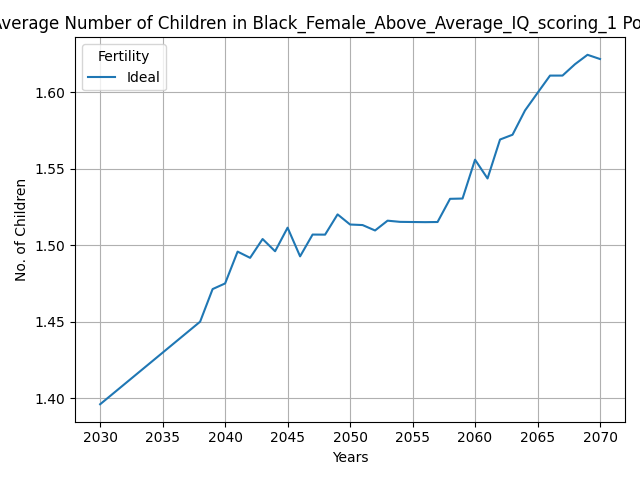 Average Number of Children in Black_Female_Above_Average_IQ_scoring_1 Po
Fertility
Ideal
No. of Children
1.60
1.55
1.50
1.45
1.40
2030 2035 2040 2045 2050 2055 2060 2065 2070
Years